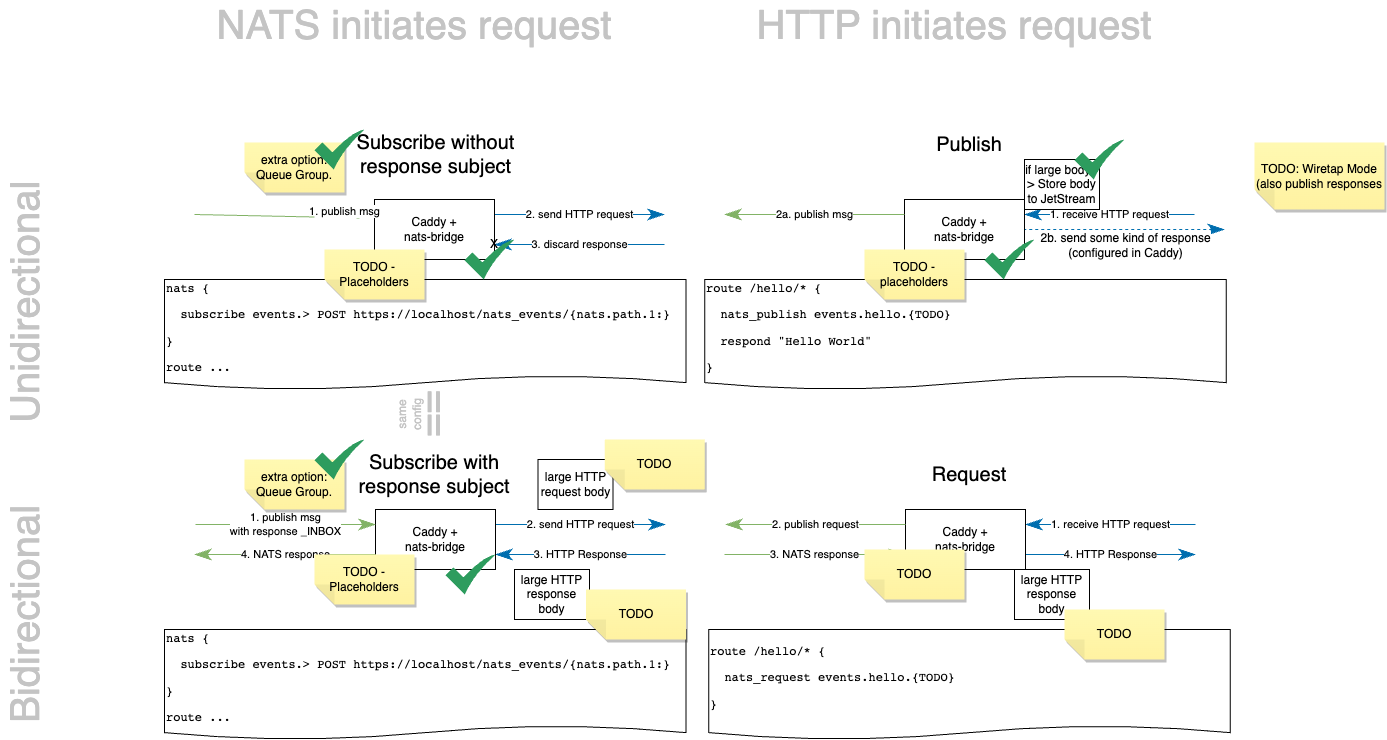 NATS initiates request
HTTP initiates request
Unidirectional
extra option:
Queue Group.
Subscribe without
response subject
1. publish msg
Caddy +
nats-bridge
2. send HTTP request
X
3. discard response
TODO -
Placeholders
nats {
subscribe events.> POST https://localhost/nats_events/{nats.path.1:}
}
route ...
Publish
if large body
> Store body
to JetStream
2a. publish msg
Caddy +
nats-bridge
1. receive HTTP request
2b. send some kind of response
(configured in Caddy)
TODO -
placeholders
route /hello/* {
nats_publish events.hello.{TODO}
respond "Hello World"
}
TODO: Wiretap Mode
(also publish responses
same
config
Bidirectional
extra option:
Queue Group.
Subscribe with
response subject
large HTTP
request body
TODO
1. publish msg
with response _INBOX
Caddy +
nats-bridge
2. send HTTP request
4. NATS response
3. HTTP Response
TODO -
Placeholders
large HTTP
response
body
TODO
nats {
subscribe events.> POST https://localhost/nats_events/{nats.path.1:}
}
route ...
Request
2. publish request
Caddy +
nats-bridge
1. receive HTTP request
3. NATS response
4. HTTP Response
TODO
large HTTP
response
body
TODO
route /hello/* {
nats_request events.hello.{TODO}
}